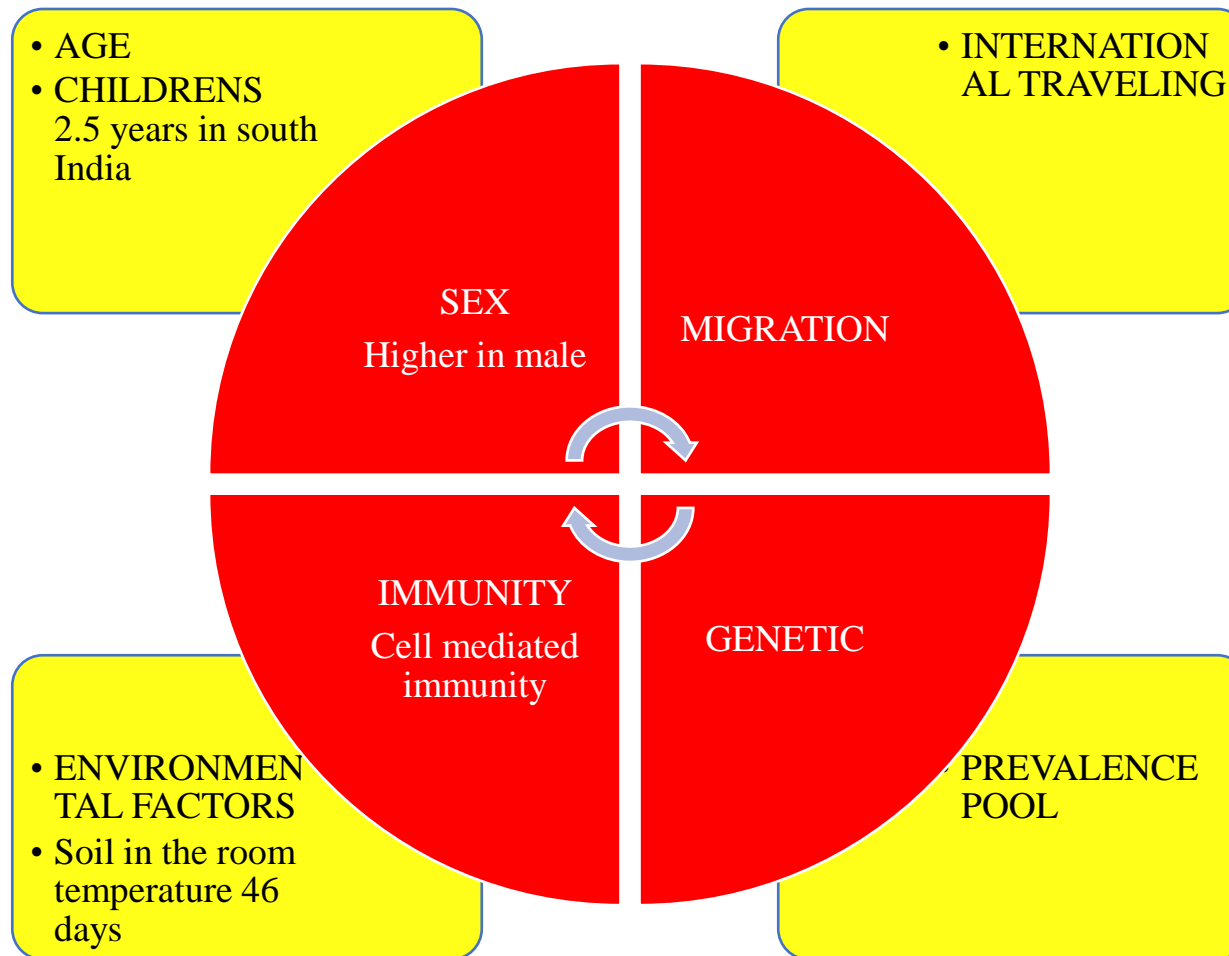 • AGE
• CHILDRENS
2.5 years in south
India
• INTERNATION
AL TRAVELING
SEX
Higher in male
MIGRATION
IMMUNITY
Cell mediated
immunity
GENETIC
• ENVIRONMEN
TAL FACTORS
• Soil in the room
temperature 46
days
• PREVALENCE
POOL